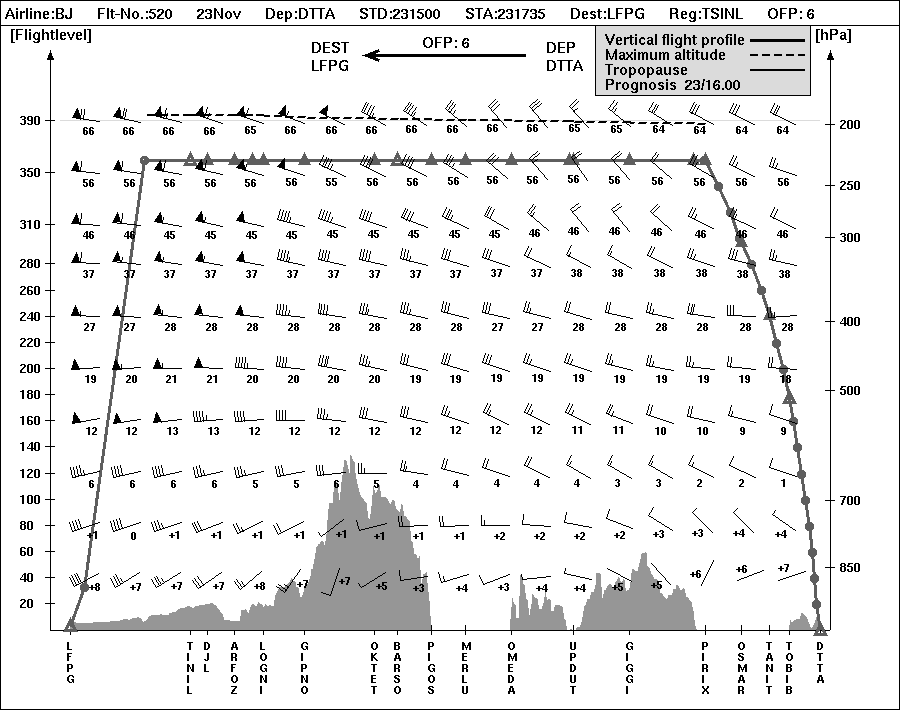 Airline:BJ Flt-No.:520 23Nov Dep:DTTA STD:231500 STA:231735 Dest:LFPG Reg:TSINL OFP: 6
[Flightlevel] DEST LFPG OFP: 6 DEP DTTA [hPa]
Vertical flight profile
Maximum altitude
Tropopause
Prognosis 23/16.00
390 200
66 66 66 66 65 66 66 66 66 66 66 66 65 65 64 64 64 64
350 250
56 56 56 56 56 56 55 56 56 56 56 56 56 56 56 56 56 56
310 300
46 46 45 45 45 45 45 45 45 45 45 46 46 46 46 46 46
280
37 37 37 37 37 37 37 37 37 37 37 37 38 38 38 38 38 38
260
240 400
27 27 28 28 28 28 28 28 28 28 27 27 28 28 28 28 28 28
220
200 500
19 20 21 21 20 20 20 20 19 19 19 19 19 19 19 19 19 18
180
160
12 12 13 13 12 12 12 12 12 12 12 12 11 11 10 10 9 9
140
120
6 6 6 6 5 5 6 5 4 4 4 4 4 3 3 2 2 1
100 700
80
+1 0 +1 +1 +1 +1 +1 +1 +1 +1 +2 +2 +2 +2 +3 +3 +4 +4
60 850
40
+8 +7 +7 +7 +8 +7 +7 +5 +3 +4 +3 +4 +4 +5 +5 +6 +6 +7
20
LFPG TINIL DJL ARFOZ LOGNI GIPNO OKTET BARSO PIGOS MERLU OMEDA UPDUT GIGGI PIRIX OSMAR TANIT TOBIB DTTA